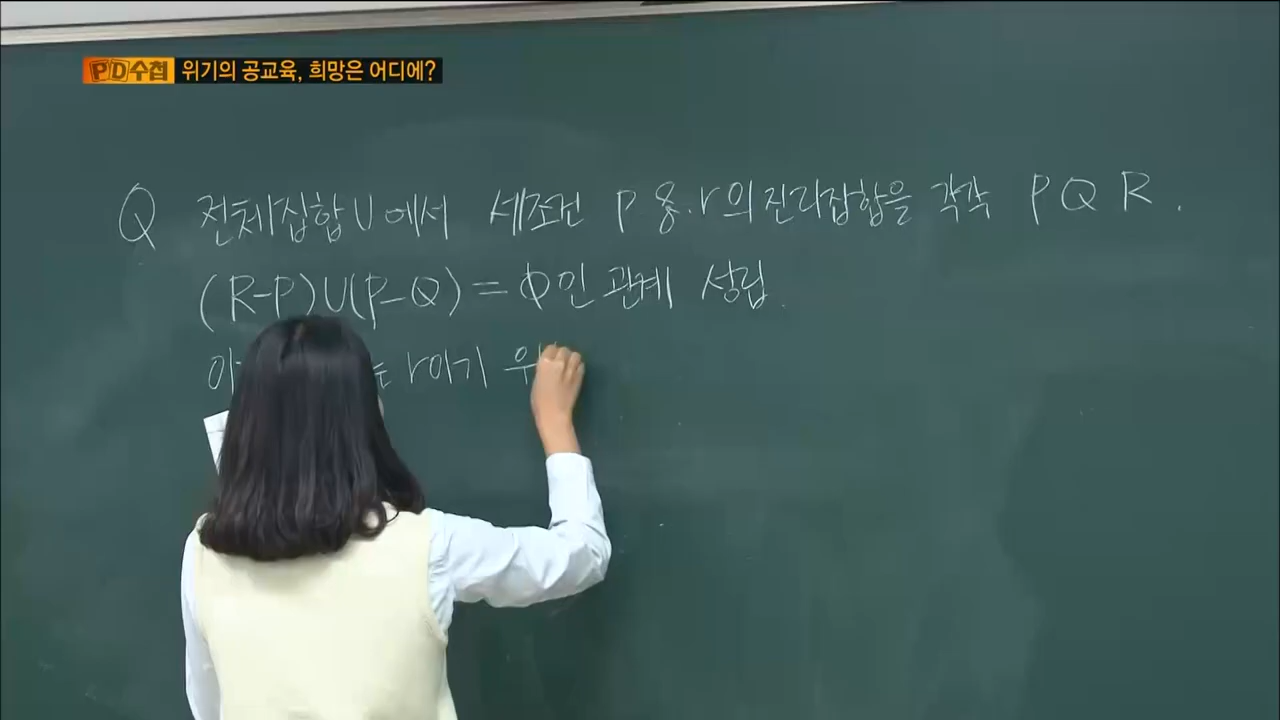 PD수첩 위기의 공교육, 희망은 어디에?
Q 전체집합 U에서 세조건 p. q. r의 진리집합을 각각 P Q R.
(R-P)U(P-Q)=Φ인 관계 성립.
r이기